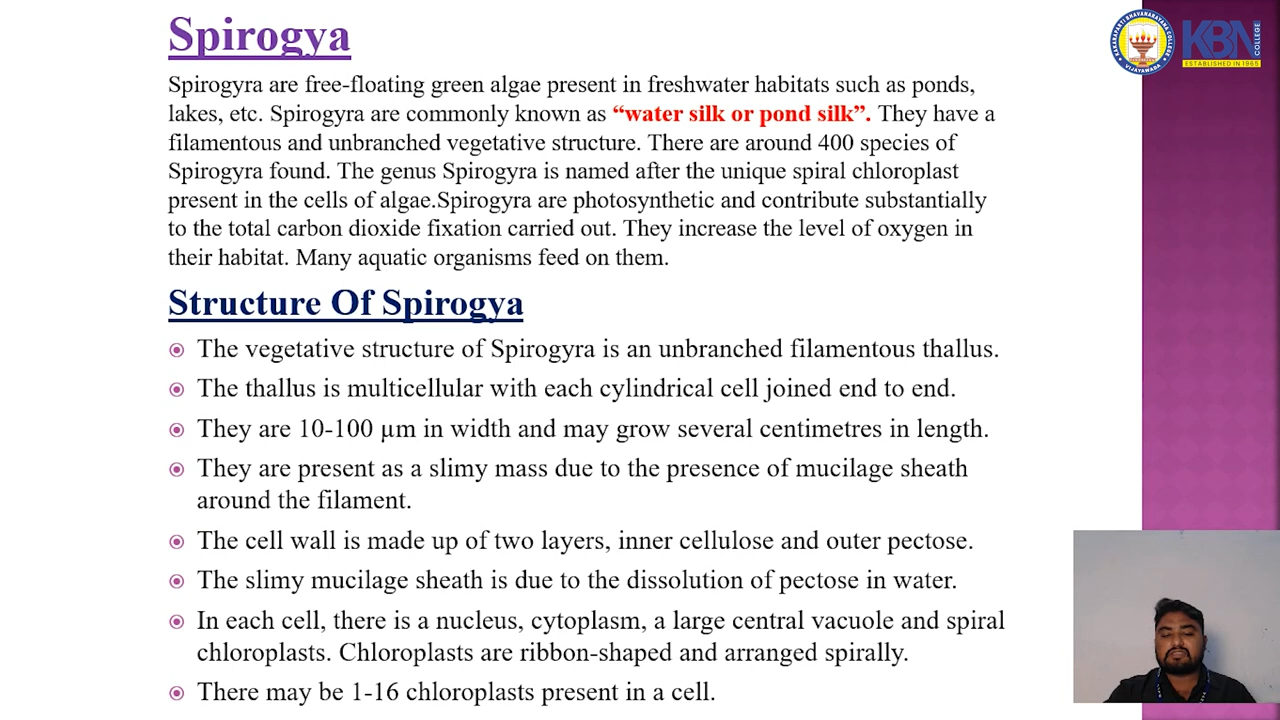 Spirogya
Spirogyra are free-floating green algae present in freshwater habitats such as ponds,
lakes, etc. Spirogyra are commonly known as “water silk or pond silk”. They have a
filamentous and unbranched vegetative structure. There are around 400 species of
Spirogyra found. The genus Spirogyra is named after the unique spiral chloroplast
present in the cells of algae.Spirogyra are photosynthetic and contribute substantially
to the total carbon dioxide fixation carried out. They increase the level of oxygen in
their habitat. Many aquatic organisms feed on them.
Structure Of Spirogya
The vegetative structure of Spirogyra is an unbranched filamentous thallus.
The thallus is multicellular with each cylindrical cell joined end to end.
They are 10-100 µm in width and may grow several centimetres in length.
They are present as a slimy mass due to the presence of mucilage sheath
around the filament.
The cell wall is made up of two layers, inner cellulose and outer pectose.
The slimy mucilage sheath is due to the dissolution of pectose in water.
In each cell, there is a nucleus, cytoplasm, a large central vacuole and spiral
chloroplasts. Chloroplasts are ribbon-shaped and arranged spirally.
There may be 1-16 chloroplasts present in a cell.
KAKARAPARTI BHAVANARAYANA COLLEGE
VIJAYAWADA
KBN
COLLEGE
ESTABLISHED IN 1965